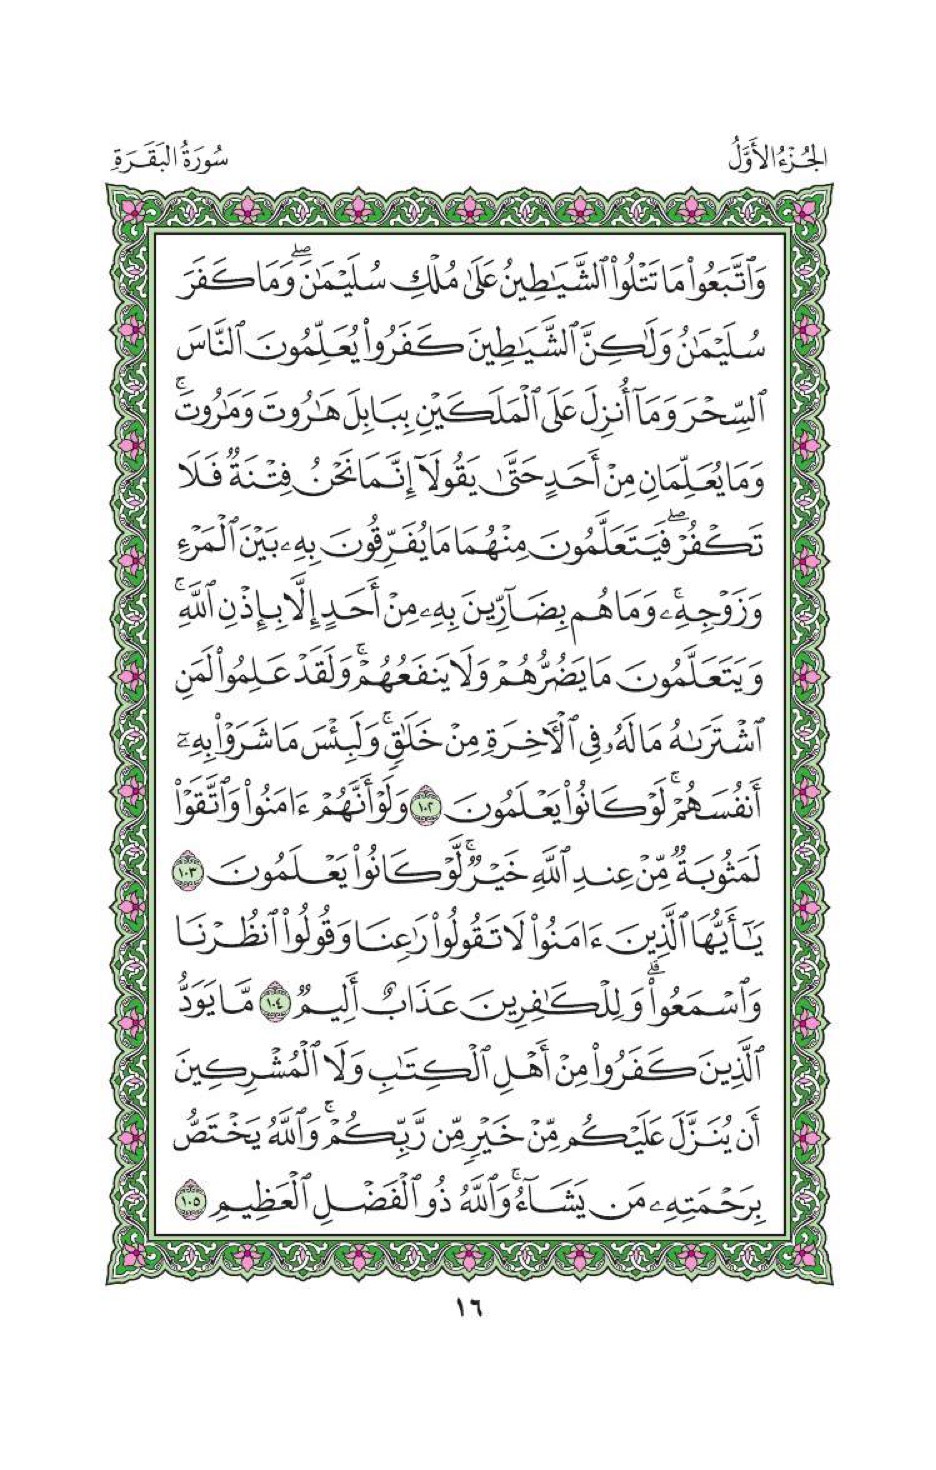 الجُزْءُ الأَوَّلُ
سُورَةُ البَقَرَةِ
وَٱتَّبَعُوا۟ مَا تَتْلُوا۟ ٱلشَّيَٰطِينُ عَلَىٰ مُلْكِ سُلَيْمَٰنَۖ وَمَا كَفَرَ
سُلَيْمَٰنُ وَلَٰكِنَّ ٱلشَّيَٰطِينَ كَفَرُوا۟ يُعَلِّمُونَ ٱلنَّاسَ
ٱلسِّحْرَ وَمَآ أُنزِلَ عَلَى ٱلْمَلَكَيْنِ بِبَابِلَ هَٰرُوتَ وَمَٰرُوتَۚ
وَمَا يُعَلِّمَانِ مِنْ أَحَدٍ حَتَّىٰ يَقُولَآ إِنَّمَا نَحْنُ فِتْنَةٌ فَلَا
تَكْفُرْۖ فَيَتَعَلَّمُونَ مِنْهُمَا مَا يُفَرِّقُونَ بِهِۦ بَيْنَ ٱلْمَرْءِ
وَزَوْجِهِۦۚ وَمَا هُم بِضَآرِّينَ بِهِۦ مِنْ أَحَدٍ إِلَّا بِإِذْنِ ٱللَّهِۚ
وَيَتَعَلَّمُونَ مَا يَضُرُّهُمْ وَلَا يَنفَعُهُمْۚ وَلَقَدْ عَلِمُوا۟ لَمَنِ
ٱشْتَرَىٰهُ مَا لَهُۥ فِى ٱلْءَاخِرَةِ مِنْ خَلَٰقٍۚ وَلَبِئْسَ مَا شَرَوْا۟ بِهِۦٓ
أَنفُسَهُمْۚ لَوْ كَانُوا۟ يَعْلَمُونَ ١٠٢ وَلَوْ أَنَّهُمْ ءَامَنُوا۟ وَٱتَّقَوْا۟
لَمَثُوبَةٌ مِّنْ عِندِ ٱللَّهِ خَيْرٌۚ لَّوْ كَانُوا۟ يَعْلَمُونَ ١٠٣
يَٰٓأَيُّهَا ٱلَّذِينَ ءَامَنُوا۟ لَا تَقُولُوا۟ رَٰعِنَا وَقُولُوا۟ ٱنظُرْنَا
وَٱسْمَعُوا۟ۗ وَلِلْكَٰفِرِينَ عَذَابٌ أَلِيمٌ ١٠٤ مَّا يَوَدُّ
ٱلَّذِينَ كَفَرُوا۟ مِنْ أَهْلِ ٱلْكِتَٰبِ وَلَا ٱلْمُشْرِكِينَ
أَن يُنَزَّلَ عَلَيْكُم مِّنْ خَيْرٍ مِّن رَّبِّكُمْۚ وَٱللَّهُ يَخْتَصُّ
بِرَحْمَتِهِۦ مَن يَشَآءُۚ وَٱللَّهُ ذُو ٱلْفَضْلِ ٱلْعَظِيمِ ١٠٥
١٦